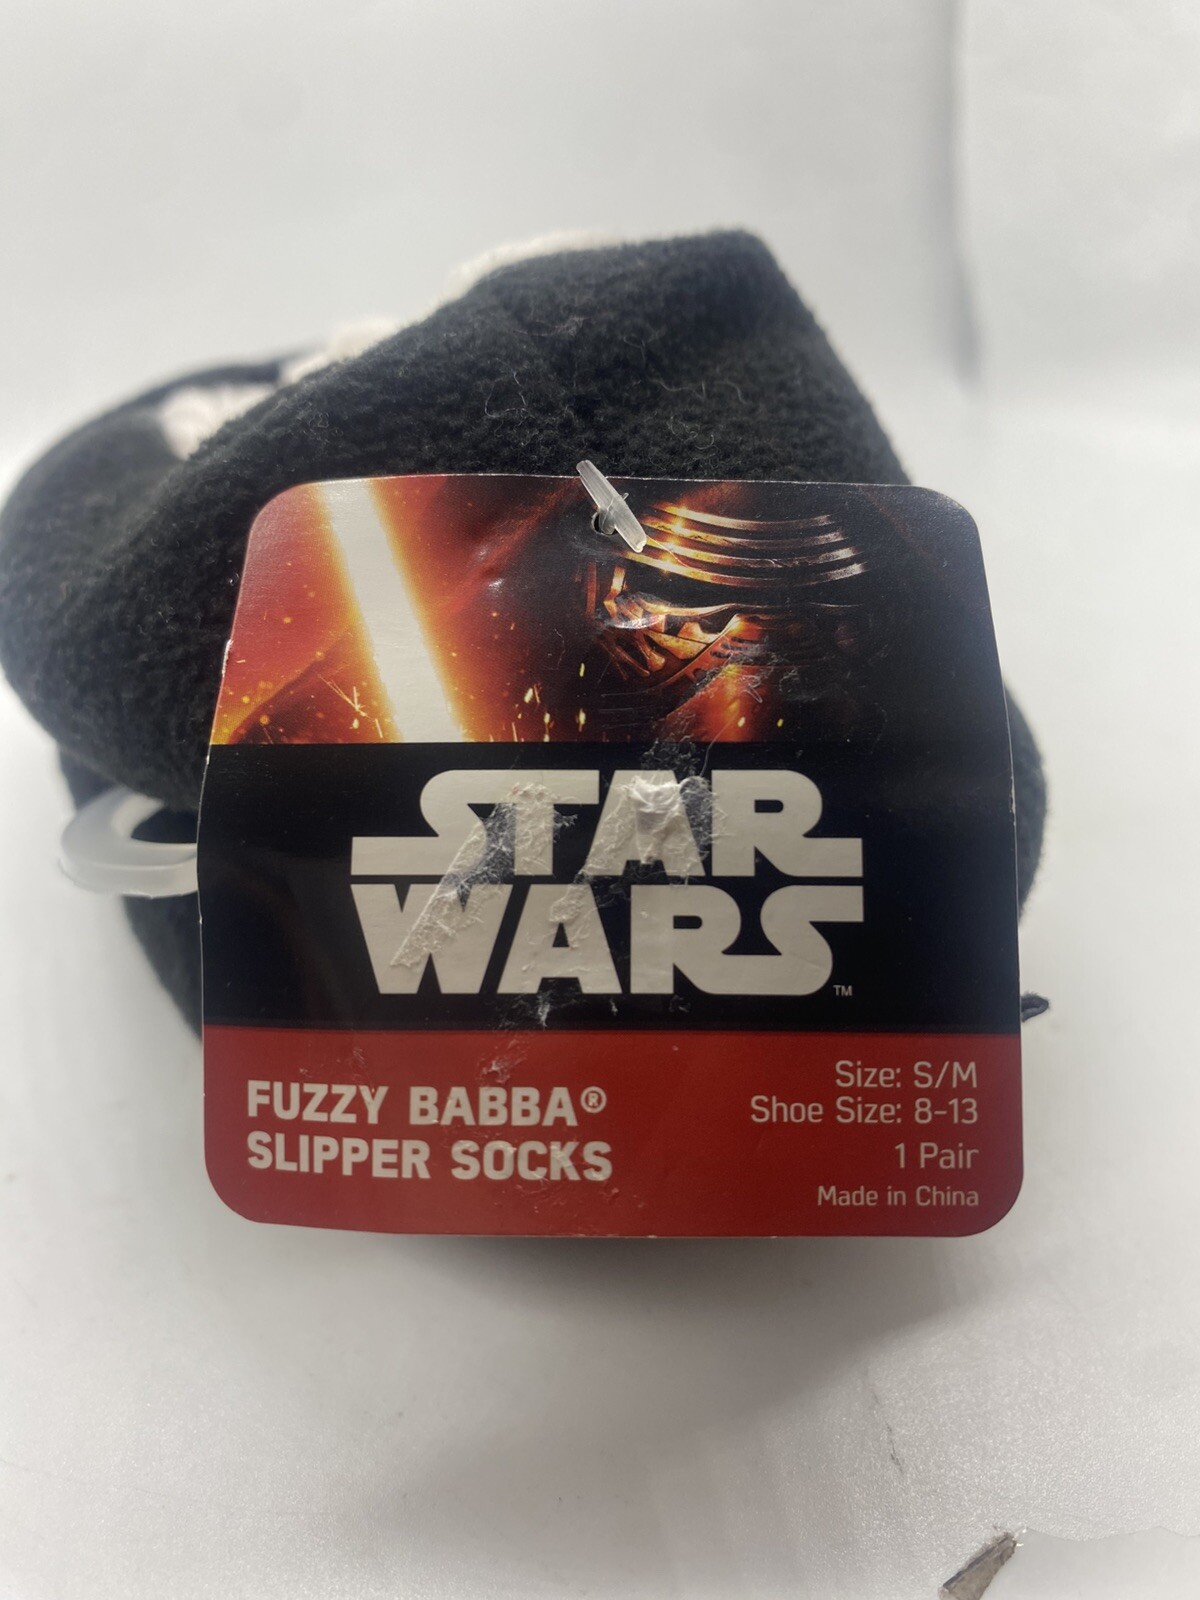 STAR
WARS
TM
FUZZY BABBA®
SLIPPER SOCKS
Size: S/M
Shoe Size: 8-13
1 Pair
Made in China